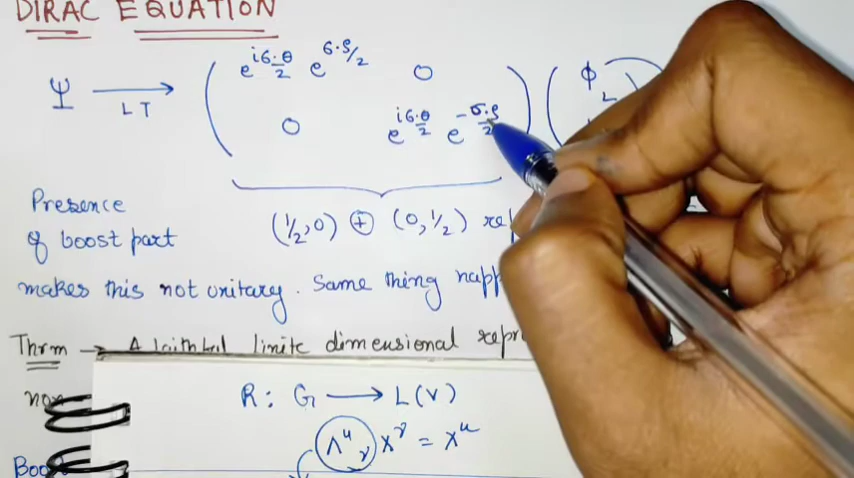 DIRAC EQUATION
Ψ ⟶ LT ( e^{iσ·θ/2} e^{σ·ρ/2} 0 ) ( ϕ_L
0 e^{iσ·θ/2} e^{-σ·ρ/2}
Presence
of boost part (1/2,0) ⊕ (0,1/2)
makes this not unitary. Same thing
Thrm → A faithful finite dimensional
R: G ⟶ L(V)
Λ^μ_ν x^ν = x^μ